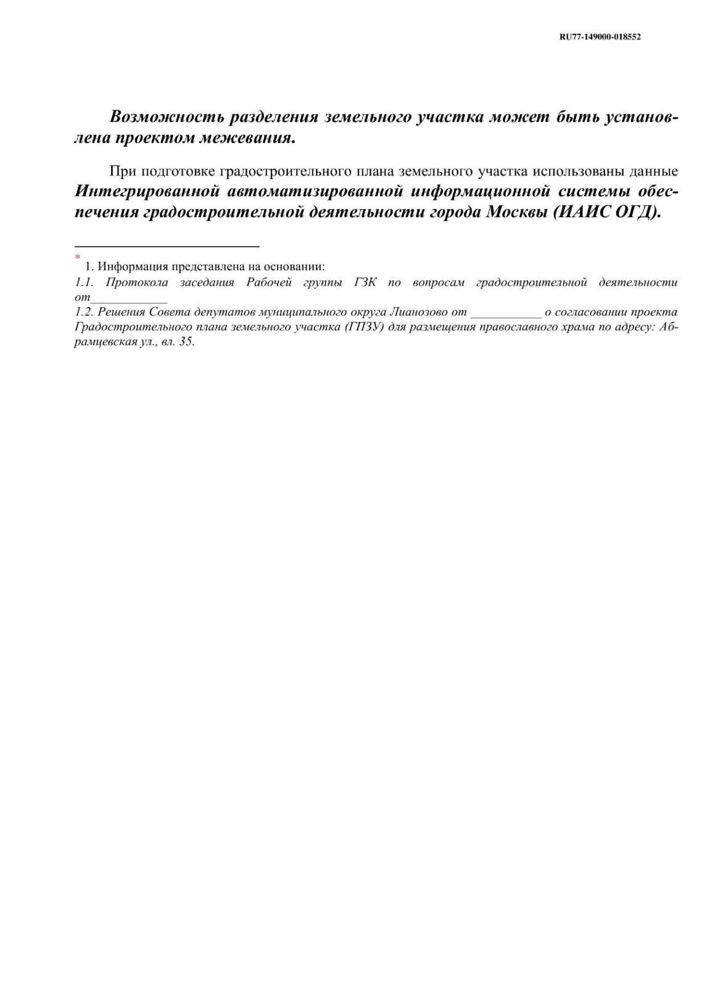 RU77-149000-018552
Возможность разделения земельного участка может быть установ-
лена проектом межевания.
При подготовке градостроительного плана земельного участка использованы данные
Интегрированной автоматизированной информационной системы обес-
печения градостроительной деятельности города Москвы (ИАИС ОГД).
* 1. Информация представлена на основании:
1.1. Протокола заседания Рабочей группы ГЗК по вопросам градостроительной деятельности
от____________
1.2. Решения Совета депутатов муниципального округа Лианозово от ___________ о согласовании проекта
Градостроительного плана земельного участка (ГПЗУ) для размещения православного храма по адресу: Аб-
рамцевская ул., вл. 35.